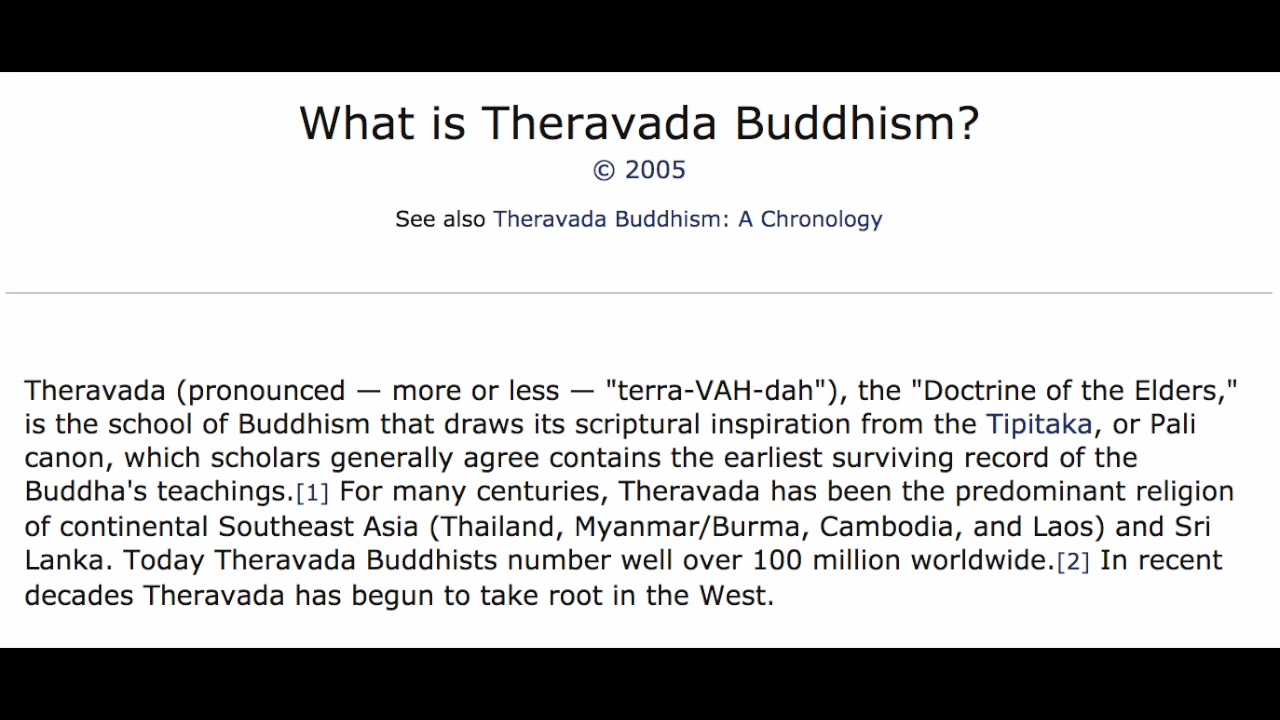 What is Theravada Buddhism?
© 2005
See also Theravada Buddhism: A Chronology
Theravada (pronounced — more or less — "terra-VAH-dah"), the "Doctrine of the Elders,"
is the school of Buddhism that draws its scriptural inspiration from the Tipitaka, or Pali
canon, which scholars generally agree contains the earliest surviving record of the
Buddha's teachings.[1] For many centuries, Theravada has been the predominant religion
of continental Southeast Asia (Thailand, Myanmar/Burma, Cambodia, and Laos) and Sri
Lanka. Today Theravada Buddhists number well over 100 million worldwide.[2] In recent
decades Theravada has begun to take root in the West.